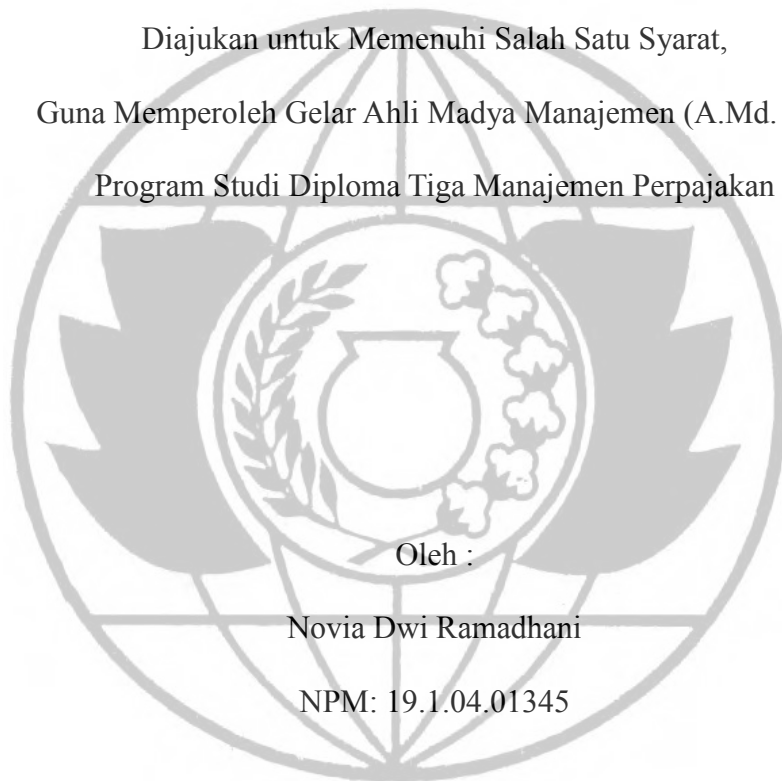 Diajukan untuk Memenuhi Salah Satu Syarat,
Guna Memperoleh Gelar Ahli Madya Manajemen (A.Md.
Program Studi Diploma Tiga Manajemen Perpajakan
Oleh :
Novia Dwi Ramadhani
NPM: 19.1.04.01345